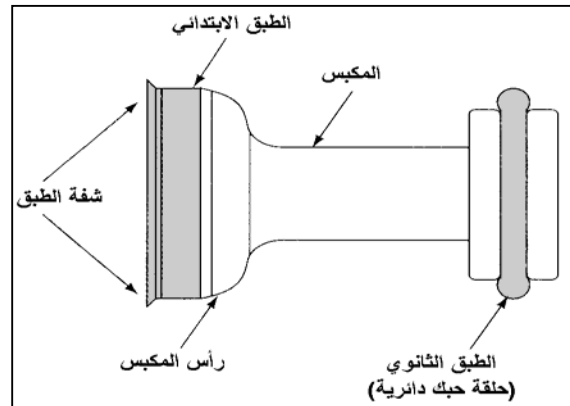 الطبق الابتدائي
المكبس
شفة الطبق
رأس المكبس
الطبق الثانوي
(حلقة حبك دائرية)